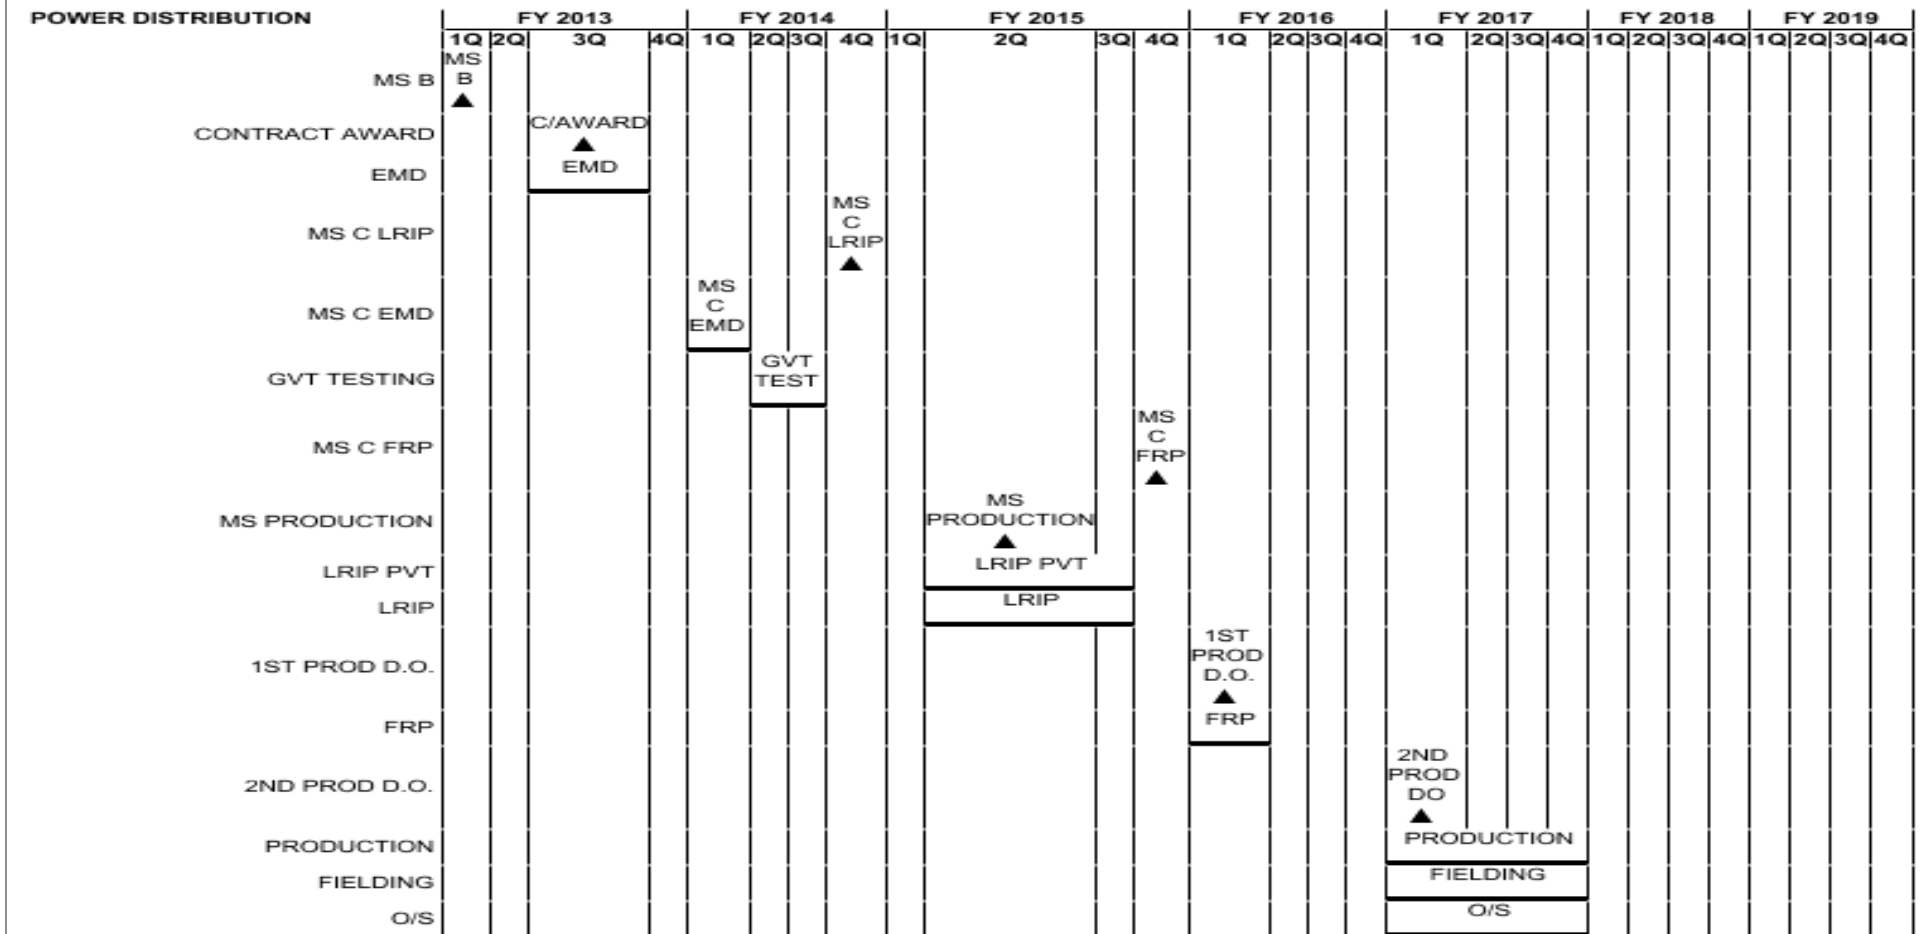 POWER DISTRIBUTION FY 2013 FY 2014 FY 2015 FY 2016 FY 2017 FY 2018 FY 2019
1Q 2Q 3Q 4Q 1Q 2Q 3Q 4Q 1Q 2Q 3Q 4Q 1Q 2Q 3Q 4Q 1Q 2Q 3Q 4Q 1Q 2Q 3Q 4Q 1Q 2Q 3Q 4Q
MS B
MS
B
CONTRACT AWARD
C/AWARD
EMD
EMD
MS C LRIP
MS
C
LRIP
MS C EMD
MS
C
EMD
GVT TESTING
GVT
TEST
MS C FRP
MS
C
FRP
MS PRODUCTION
MS
PRODUCTION
LRIP PVT
LRIP PVT
LRIP
LRIP
1ST PROD D.O.
1ST
PROD
D.O.
FRP
FRP
2ND PROD D.O.
2ND
PROD
DO
PRODUCTION
PRODUCTION
FIELDING
FIELDING
O/S
O/S